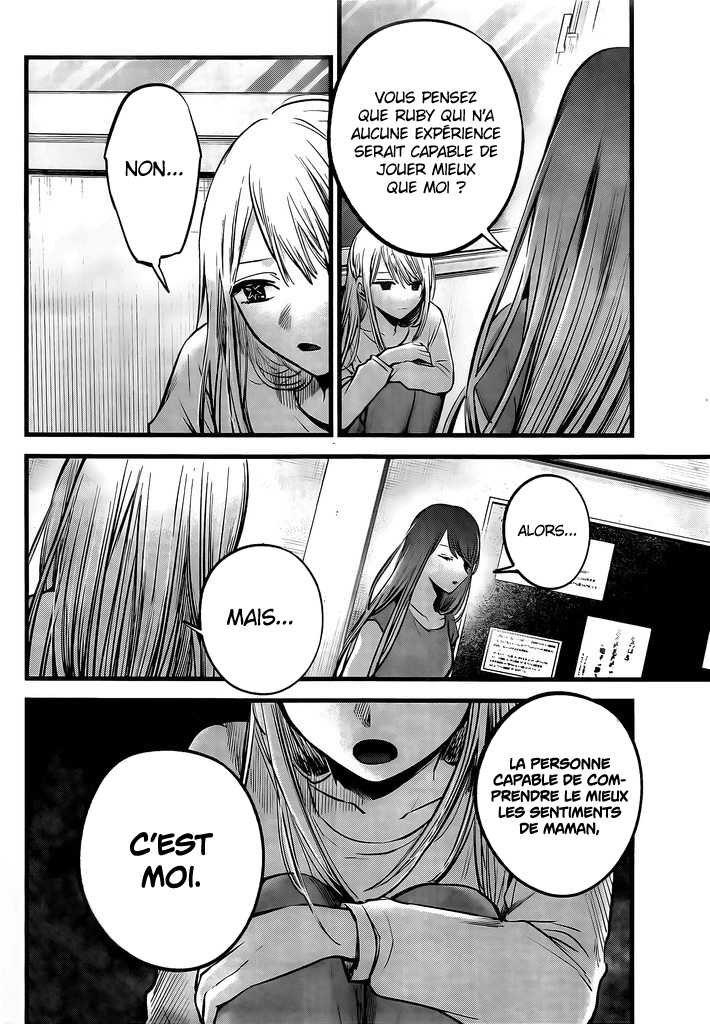 VOUS PENSEZ
QUE RUBY QUI N'A
AUCUNE EXPÉRIENCE
SERAIT CAPABLE DE
JOUER MIEUX
QUE MOI ?
NON...
ALORS...
MAIS...
LA PERSONNE
CAPABLE DE COM-
PRENDRE LE MIEUX
LES SENTIMENTS
DE MAMAN,
C'EST
MOI.